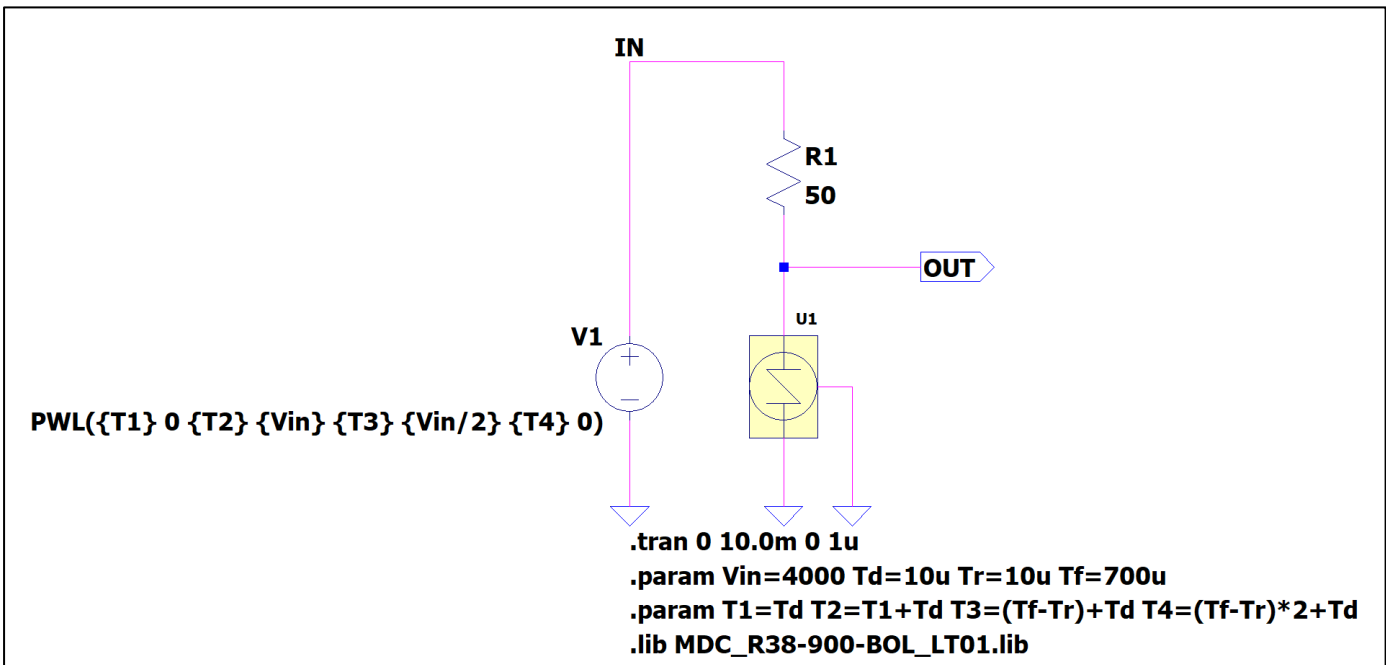 IN
R1
50
OUT
U1
V1
PWL({T1} 0 {T2} {Vin} {T3} {Vin/2} {T4} 0)
.tran 0 10.0m 0 1u
.param Vin=4000 Td=10u Tr=10u Tf=700u
.param T1=Td T2=T1+Td T3=(Tf-Tr)+Td T4=(Tf-Tr)*2+Td
.lib MDC_R38-900-BOL_LT01.lib